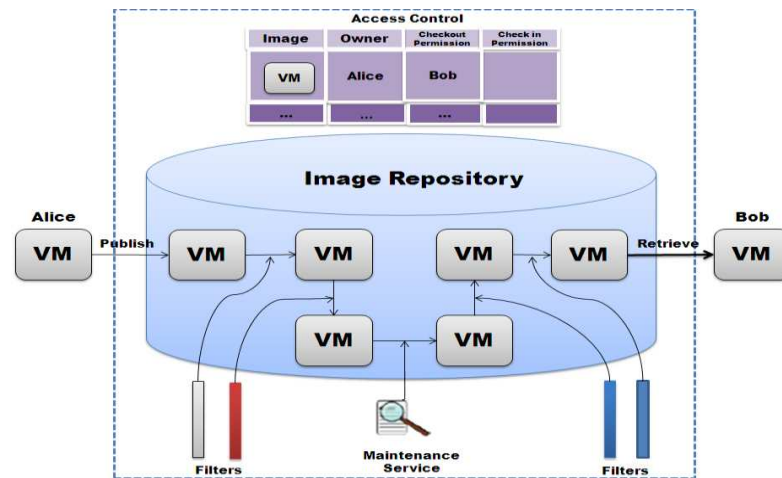 Access Control
Image Owner Checkout Permission Check in Permission
VM Alice Bob
... ... ...
Image Repository
Alice
Bob
VM Publish VM VM VM VM Retrieve VM
VM VM
Filters
Maintenance
Service
Filters